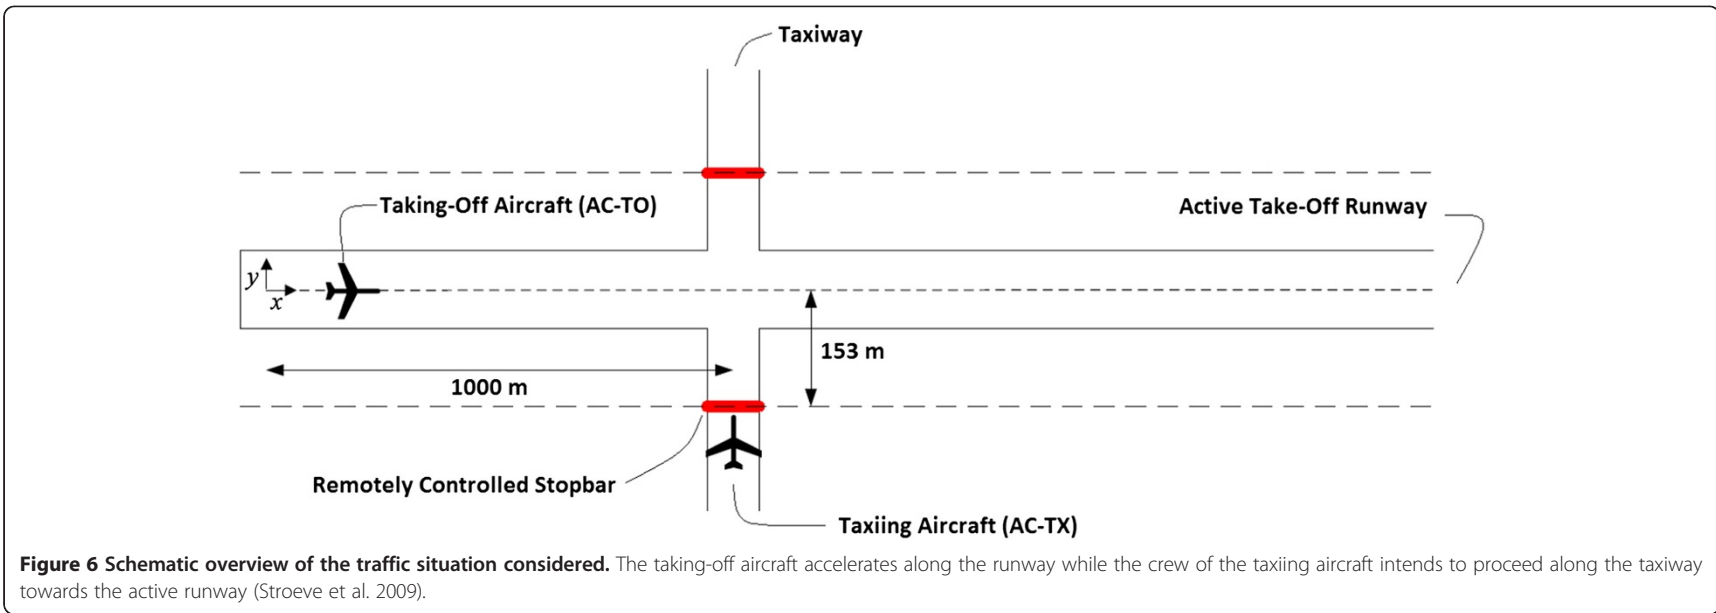 Taxiway
Taking-Off Aircraft (AC-TO)
Active Take-Off Runway
y
x
153 m
1000 m
Remotely Controlled Stopbar
Taxiing Aircraft (AC-TX)
Figure 6 Schematic overview of the traffic situation considered. The taking-off aircraft accelerates along the runway while the crew of the taxiing aircraft intends to proceed along the taxiway
towards the active runway (Stroeve et al. 2009).